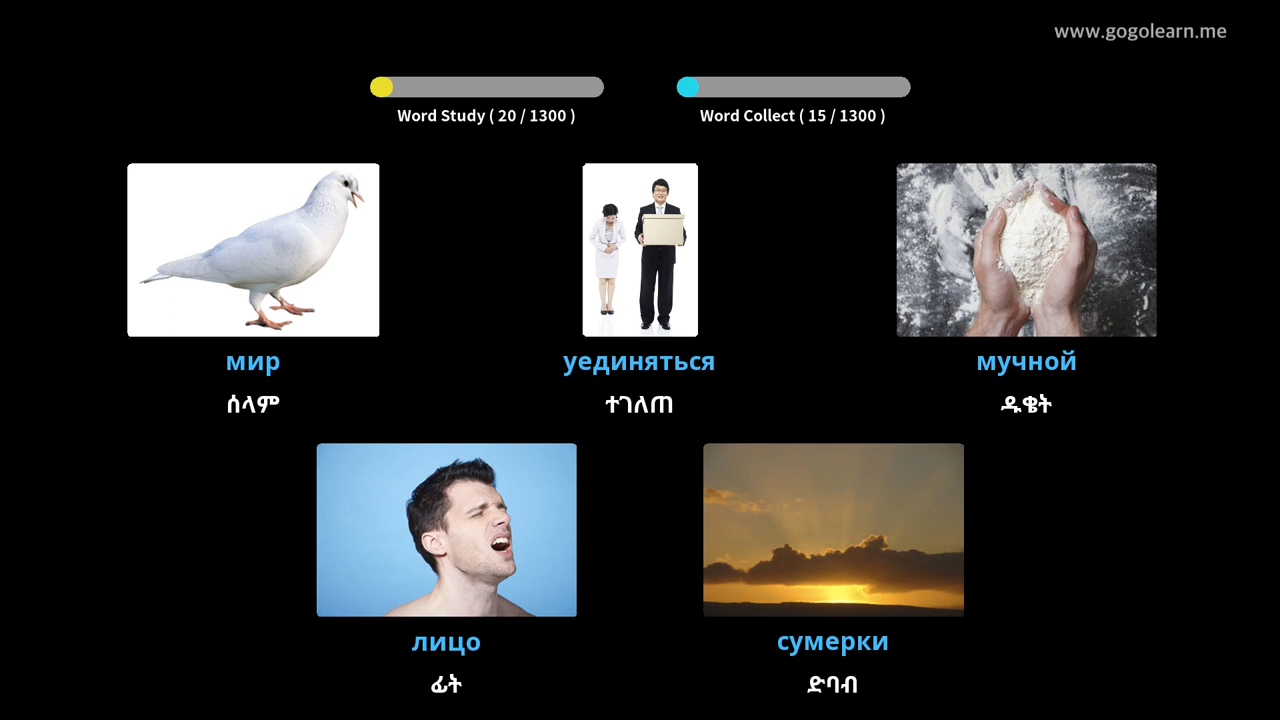 www.gogolearn.me
Word Study ( 20 / 1300 )
Word Collect ( 15 / 1300 )
мир
уединяться
мучной
ሰላም
ተገለጠ
ዱቄት
лицо
сумерки
ፊት
ድባብ